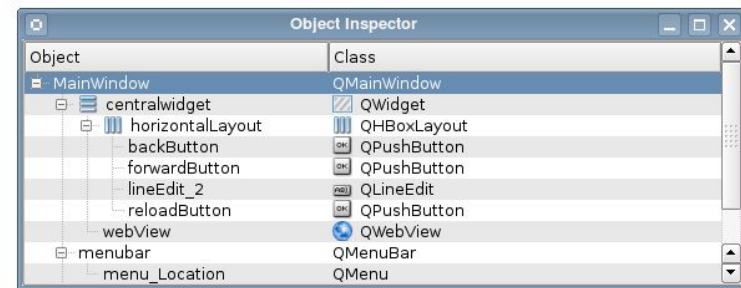 Object Inspector
Object Class
MainWindow QMainWindow
centralwidget QWidget
horizontalLayout QHBoxLayout
backButton QPushButton
forwardButton QPushButton
lineEdit_2 QLineEdit
reloadButton QPushButton
webView QWebView
menubar QMenuBar
menu_Location QMenu